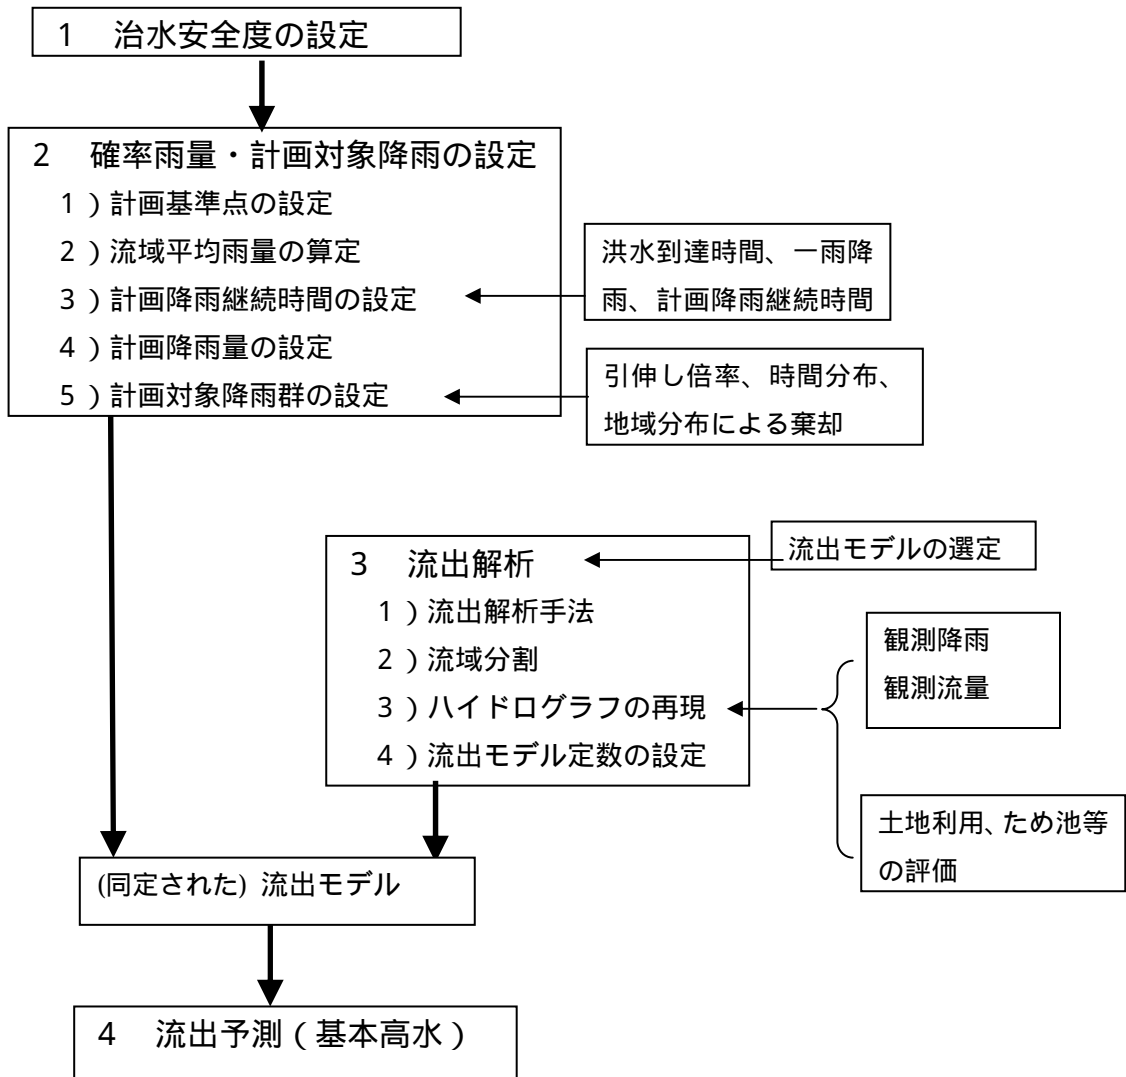 1 治水安全度の設定
2 確率雨量・計画対象降雨の設定
1)計画基準点の設定
2)流域平均雨量の算定
3)計画降雨継続時間の設定
4)計画降雨量の設定
5)計画対象降雨群の設定
洪水到達時間、一雨降
雨、計画降雨継続時間
引伸し倍率、時間分布、
地域分布による棄却
3 流出解析
1)流出解析手法
2)流域分割
3)ハイドログラフの再現
4)流出モデル定数の設定
流出モデルの選定
観測降雨
観測流量
土地利用、ため池等
の評価
(同定された) 流出モデル
4 流出予測(基本高水)